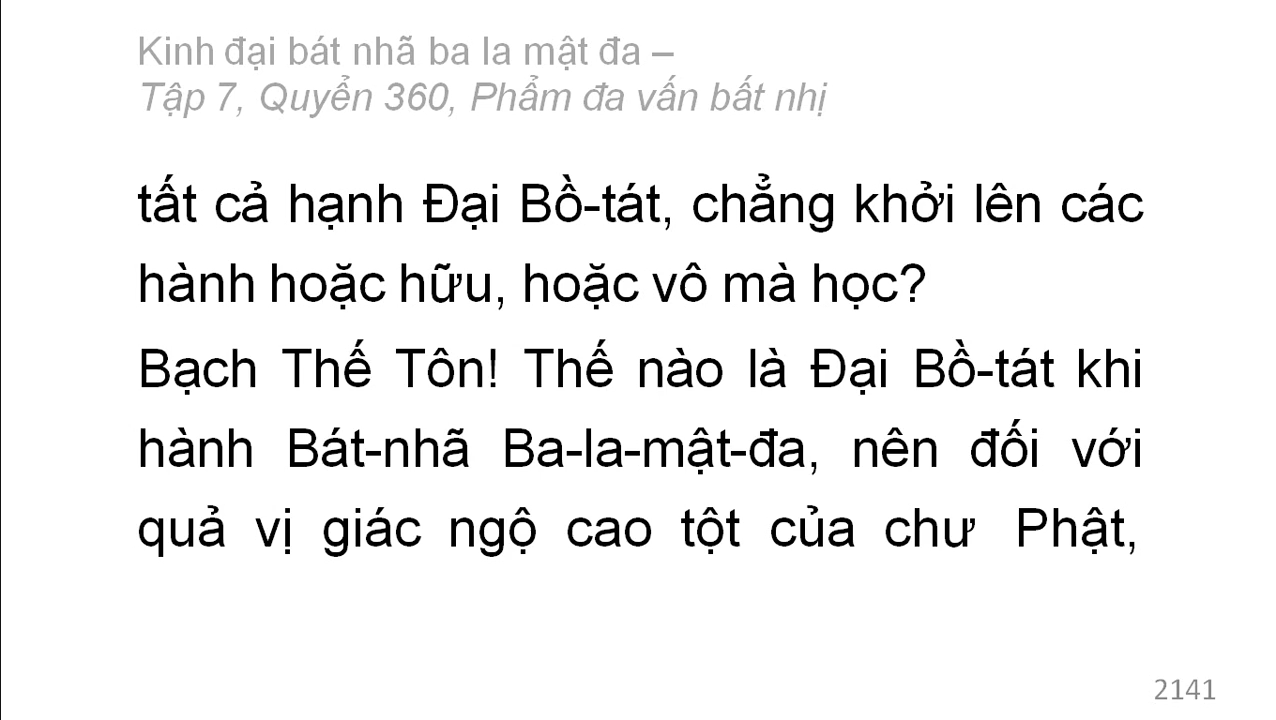 Kinh đại bát nhã ba la mật đa –
Tập 7, Quyển 360, Phẩm đa vấn bất nhị
tất cả hạnh Đại Bồ-tát, chẳng khởi lên các
hành hoặc hữu, hoặc vô mà học?
Bạch Thế Tôn! Thế nào là Đại Bồ-tát khi
hành Bát-nhã Ba-la-mật-đa, nên đối với
quả vị giác ngộ cao tột của chư Phật,
2141